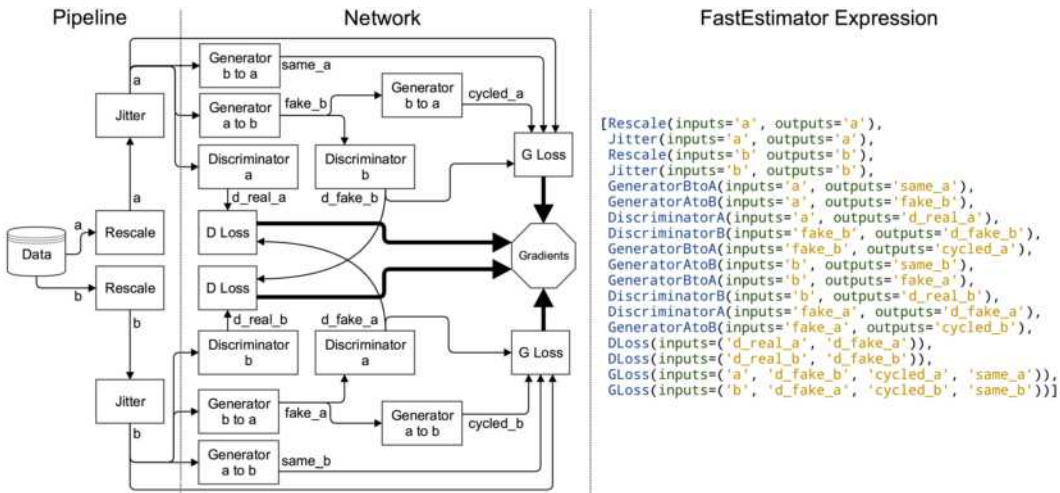 Pipeline
Network
FastEstimator Expression
Generator
b to a
same_a
a
Generator
a to b
fake_b
Generator
b to a
cycled_a
Jitter
Discriminator
a
Discriminator
b
G Loss
d_real_a
d_fake_b
a
a
Rescale
D Loss
Data
Gradients
b
Rescale
D Loss
b
d_real_b
d_fake_a
Discriminator
b
Discriminator
a
G Loss
Jitter
Generator
b to a
fake_a
Generator
a to b
cycled_b
b
Generator
a to b
same_b
[Rescale(inputs='a', outputs='a'),
Jitter(inputs='a', outputs='a'),
Rescale(inputs='b' outputs='b'),
Jitter(inputs='b', outputs='b'),
GeneratorBtoA(inputs='a', outputs='same_a'),
GeneratorAtoB(inputs='a', outputs='fake_b'),
DiscriminatorA(inputs='a', outputs='d_real_a'),
DiscriminatorB(inputs='fake_b', outputs='d_fake_b'),
GeneratorBtoA(inputs='fake_b', outputs='cycled_a'),
GeneratorAtoB(inputs='b', outputs='same_b'),
GeneratorBtoA(inputs='b', outputs='fake_a'),
DiscriminatorB(inputs='b', outputs='d_real_b'),
DiscriminatorA(inputs='fake_a', outputs='d_fake_a'),
GeneratorAtoB(inputs='fake_a', outputs='cycled_b'),
DLoss(inputs=('d_real_a', 'd_fake_a')),
DLoss(inputs=('d_real_b', 'd_fake_b')),
GLoss(inputs=('a', 'd_fake_b', 'cycled_a', 'same_a')),
GLoss(inputs=('b', 'd_fake_a', 'cycled_b', 'same_b'))]